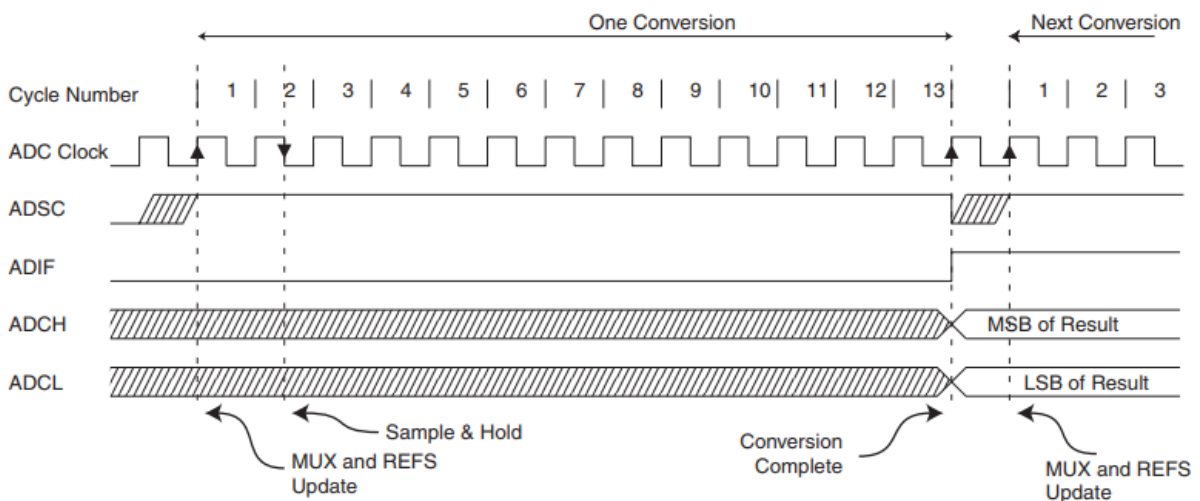 One Conversion
Next Conversion
Cycle Number 1 2 3 4 5 6 7 8 9 10 11 12 13 1 2 3
ADC Clock
ADSC
ADIF
ADCH MSB of Result
ADCL LSB of Result
Sample & Hold
MUX and REFS
Update
Conversion
Complete
MUX and REFS
Update